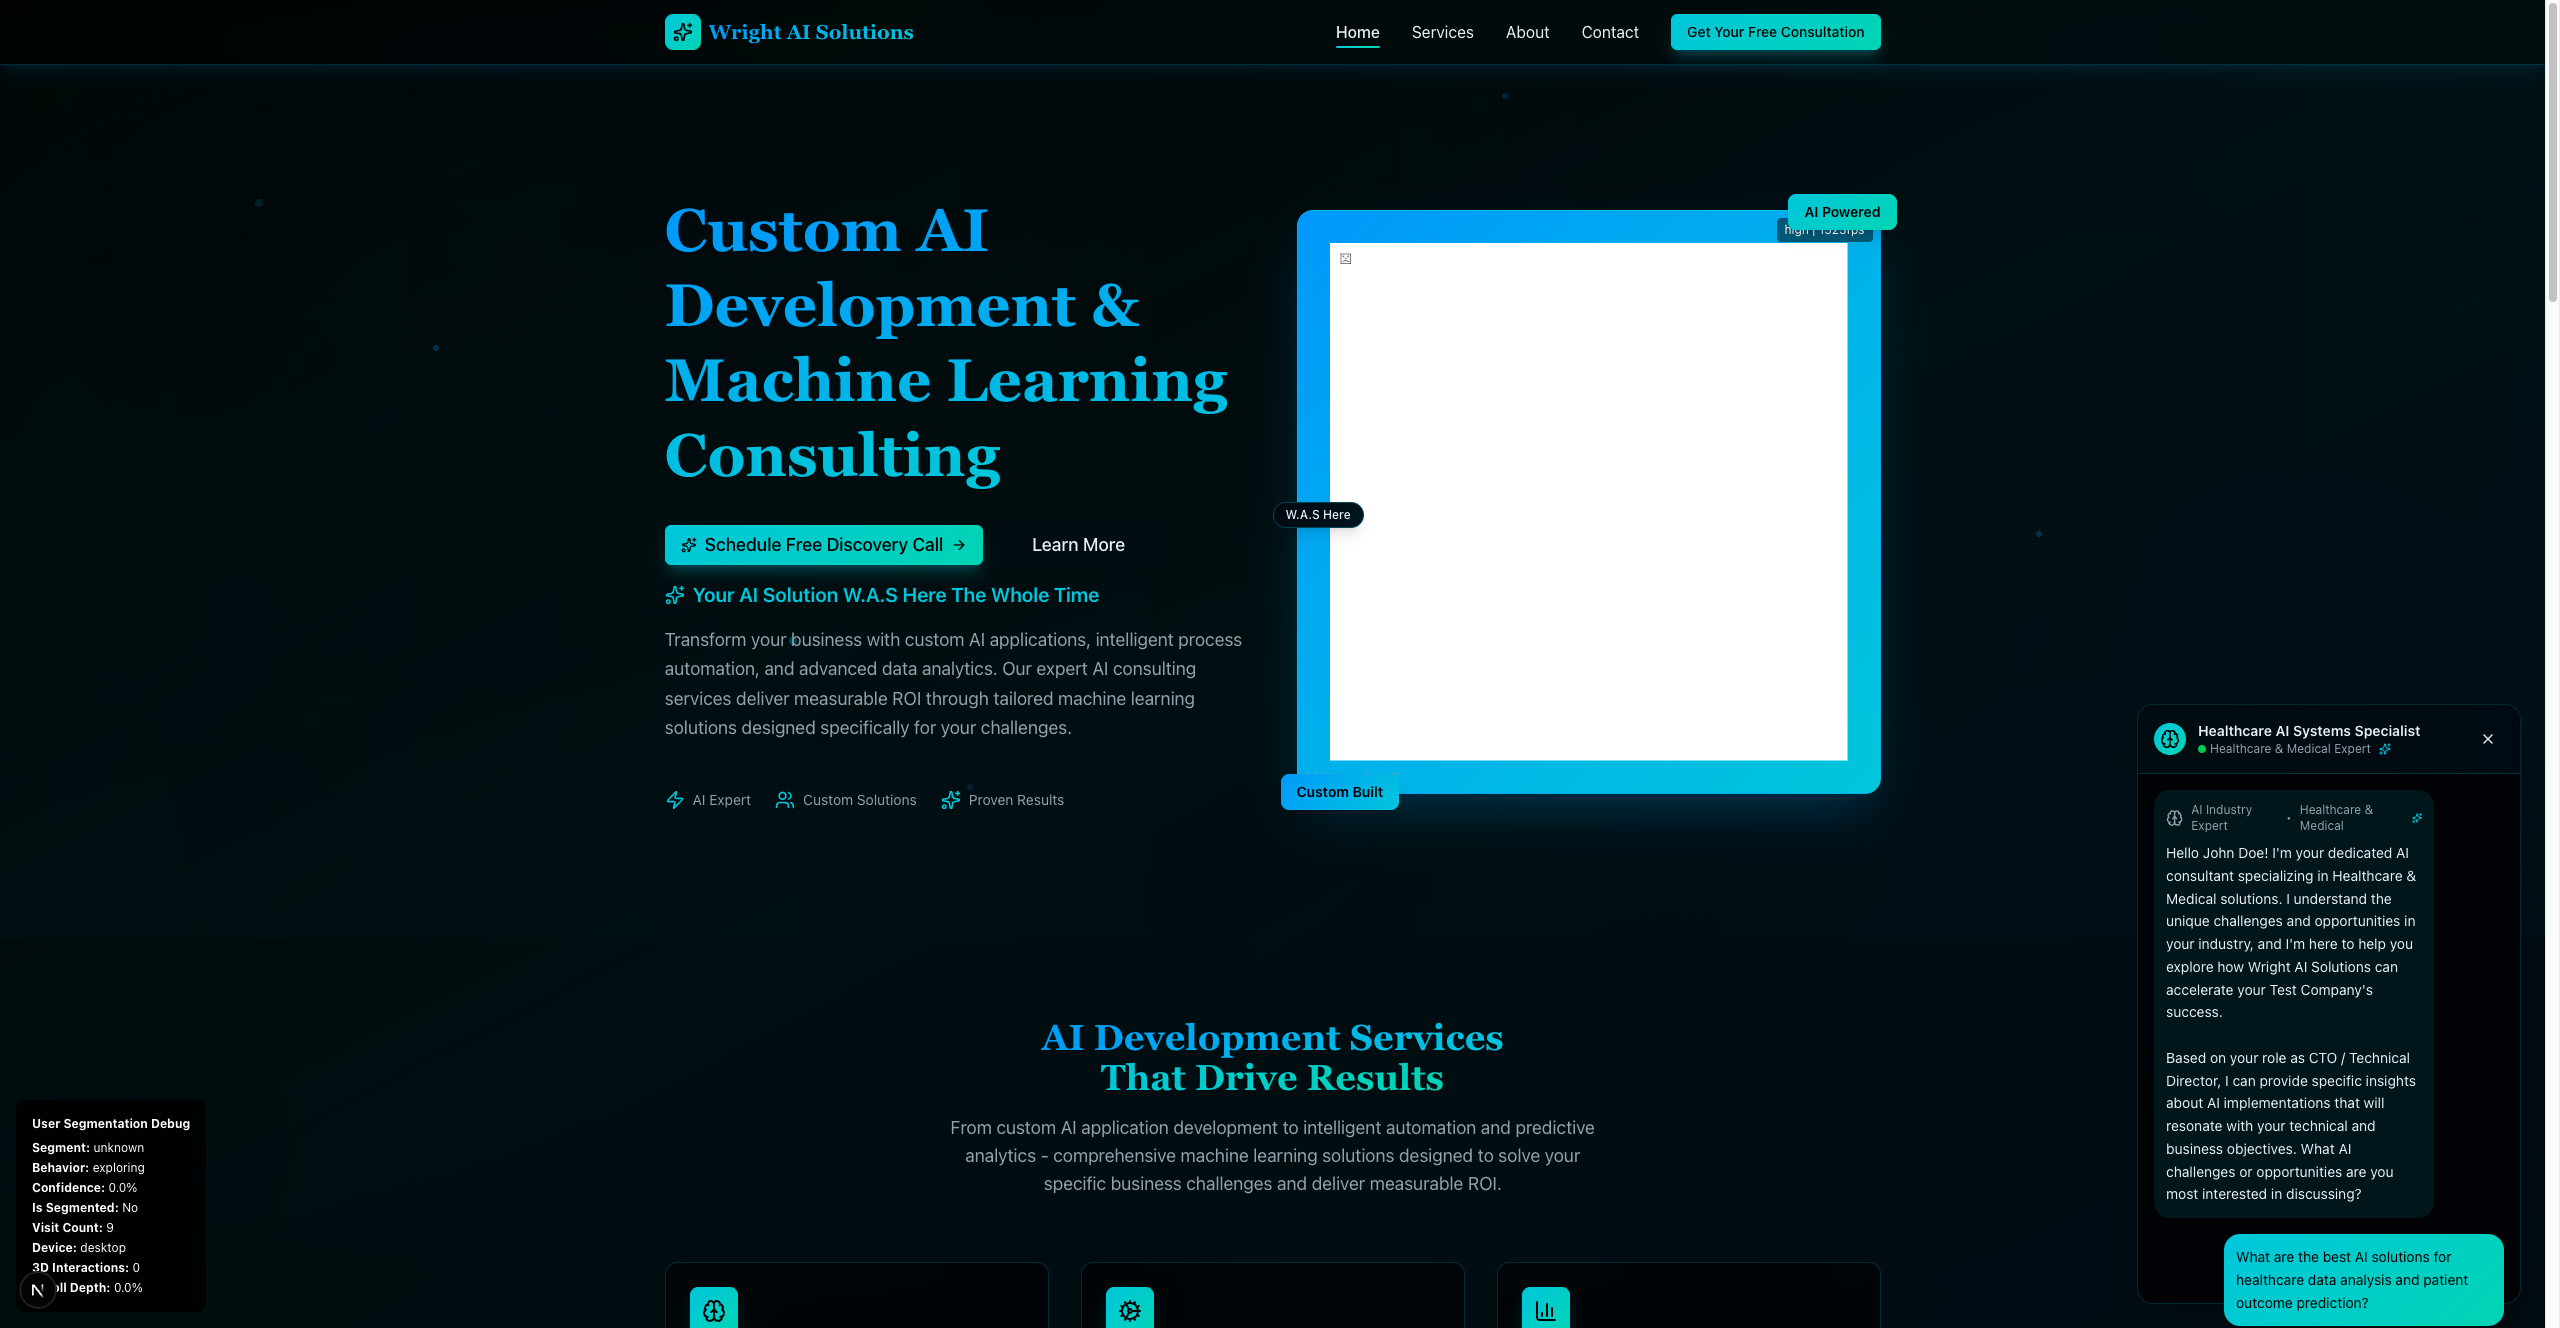 Wright AI Solutions
Home
Services
About
Contact
Get Your Free Consultation
Custom AI
Development &
Machine Learning
Consulting
Schedule Free Discovery Call
Learn More
Your AI Solution W.A.S Here The Whole Time
Transform your business with custom AI applications, intelligent process
automation, and advanced data analytics. Our expert AI consulting
services deliver measurable ROI through tailored machine learning
solutions designed specifically for your challenges.
AI Expert
Custom Solutions
Proven Results
AI Powered
high |
W.A.S Here
Custom Built
AI Development Services
That Drive Results
From custom AI application development to intelligent automation and predictive
analytics - comprehensive machine learning solutions designed to solve your
specific business challenges and deliver measurable ROI.
User Segmentation Debug
Segment: unknown
Behavior: exploring
Confidence: 0.0%
Is Segmented: No
Visit Count: 9
Device: desktop
3D Interactions: 0
Depth: 0.0%
N
Healthcare AI Systems Specialist
Healthcare & Medical Expert
AI Industry
Expert
•
Healthcare &
Medical
Hello John Doe! I'm your dedicated AI
consultant specializing in Healthcare &
Medical solutions. I understand the
unique challenges and opportunities in
your industry, and I'm here to help you
explore how Wright AI Solutions can
accelerate your Test Company's
success.
Based on your role as CTO / Technical
Director, I can provide specific insights
about AI implementations that will
resonate with your technical and
business objectives. What AI
challenges or opportunities are you
most interested in discussing?
What are the best AI solutions for
healthcare data analysis and patient
outcome prediction?